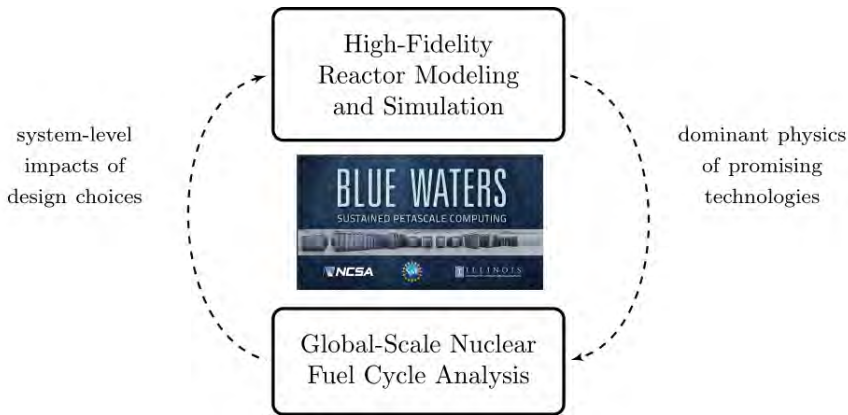 High-Fidelity
Reactor Modeling
and Simulation
system-level
impacts of
design choices
dominant physics
of promising
technologies
BLUE WATERS
SUSTAINED PETASCALE COMPUTING
NCSA
ILLINOIS
Global-Scale Nuclear
Fuel Cycle Analysis